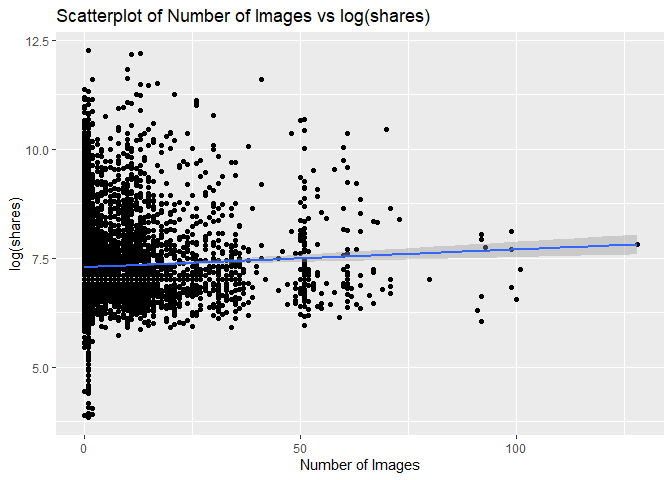 Scatterplot of Number of Images vs log(shares)
12.5
10.0
7.5
5.0
log(shares)
0 50 100
Number of Images